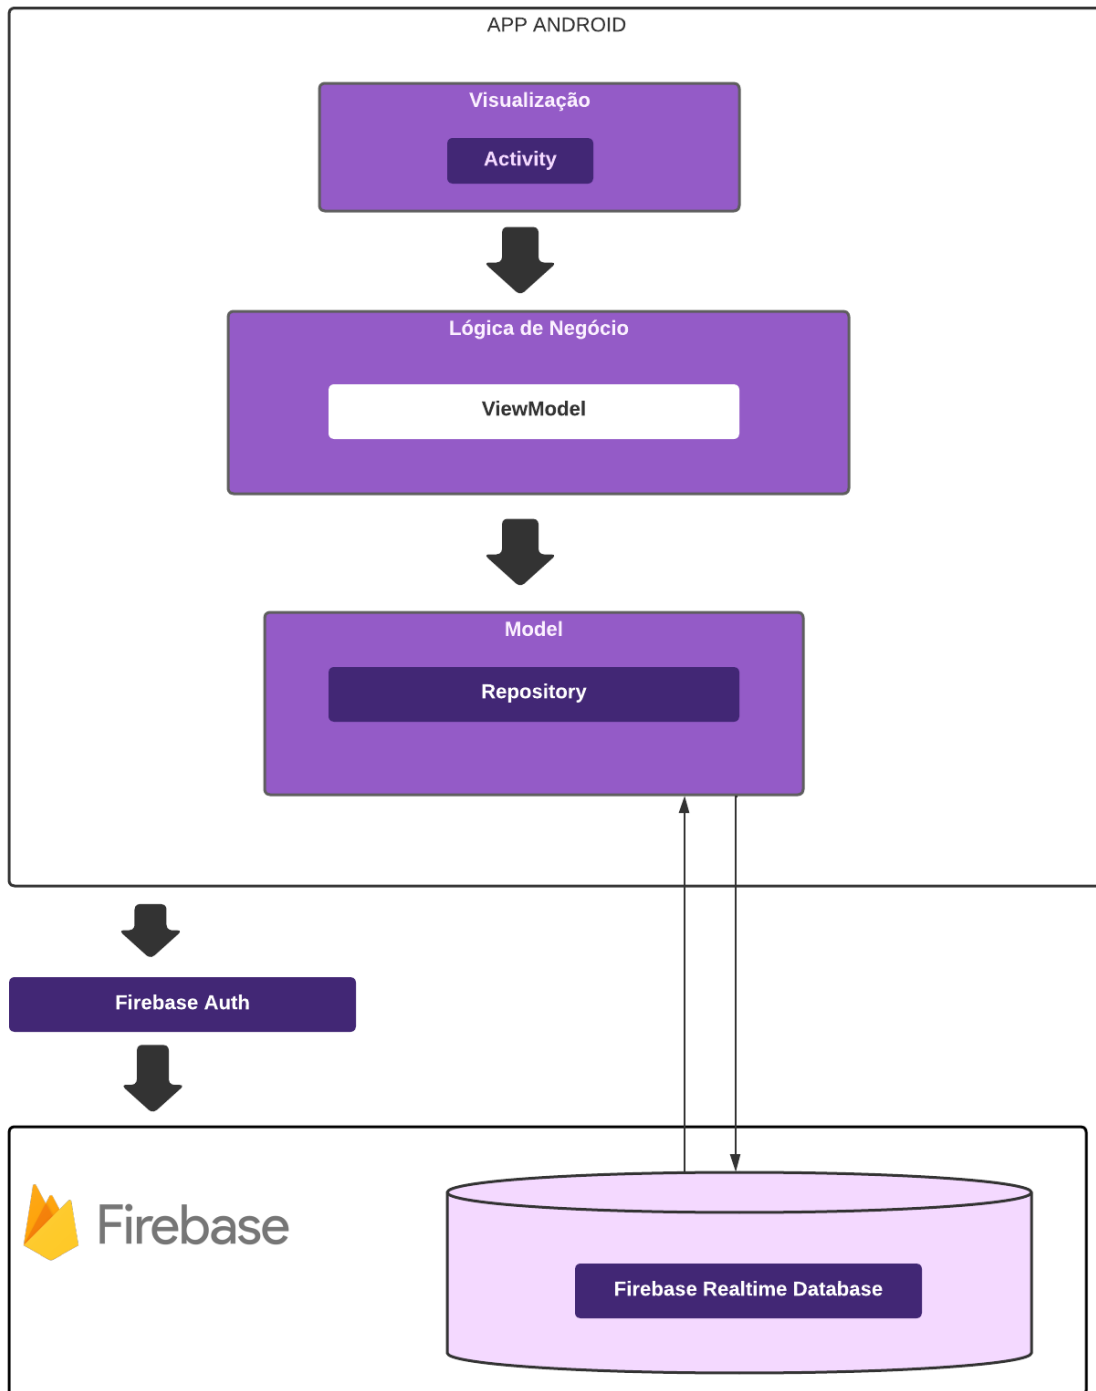 APP ANDROID
Visualização
Activity
Lógica de Negócio
ViewModel
Model
Repository
Firebase Auth
Firebase
Firebase Realtime Database